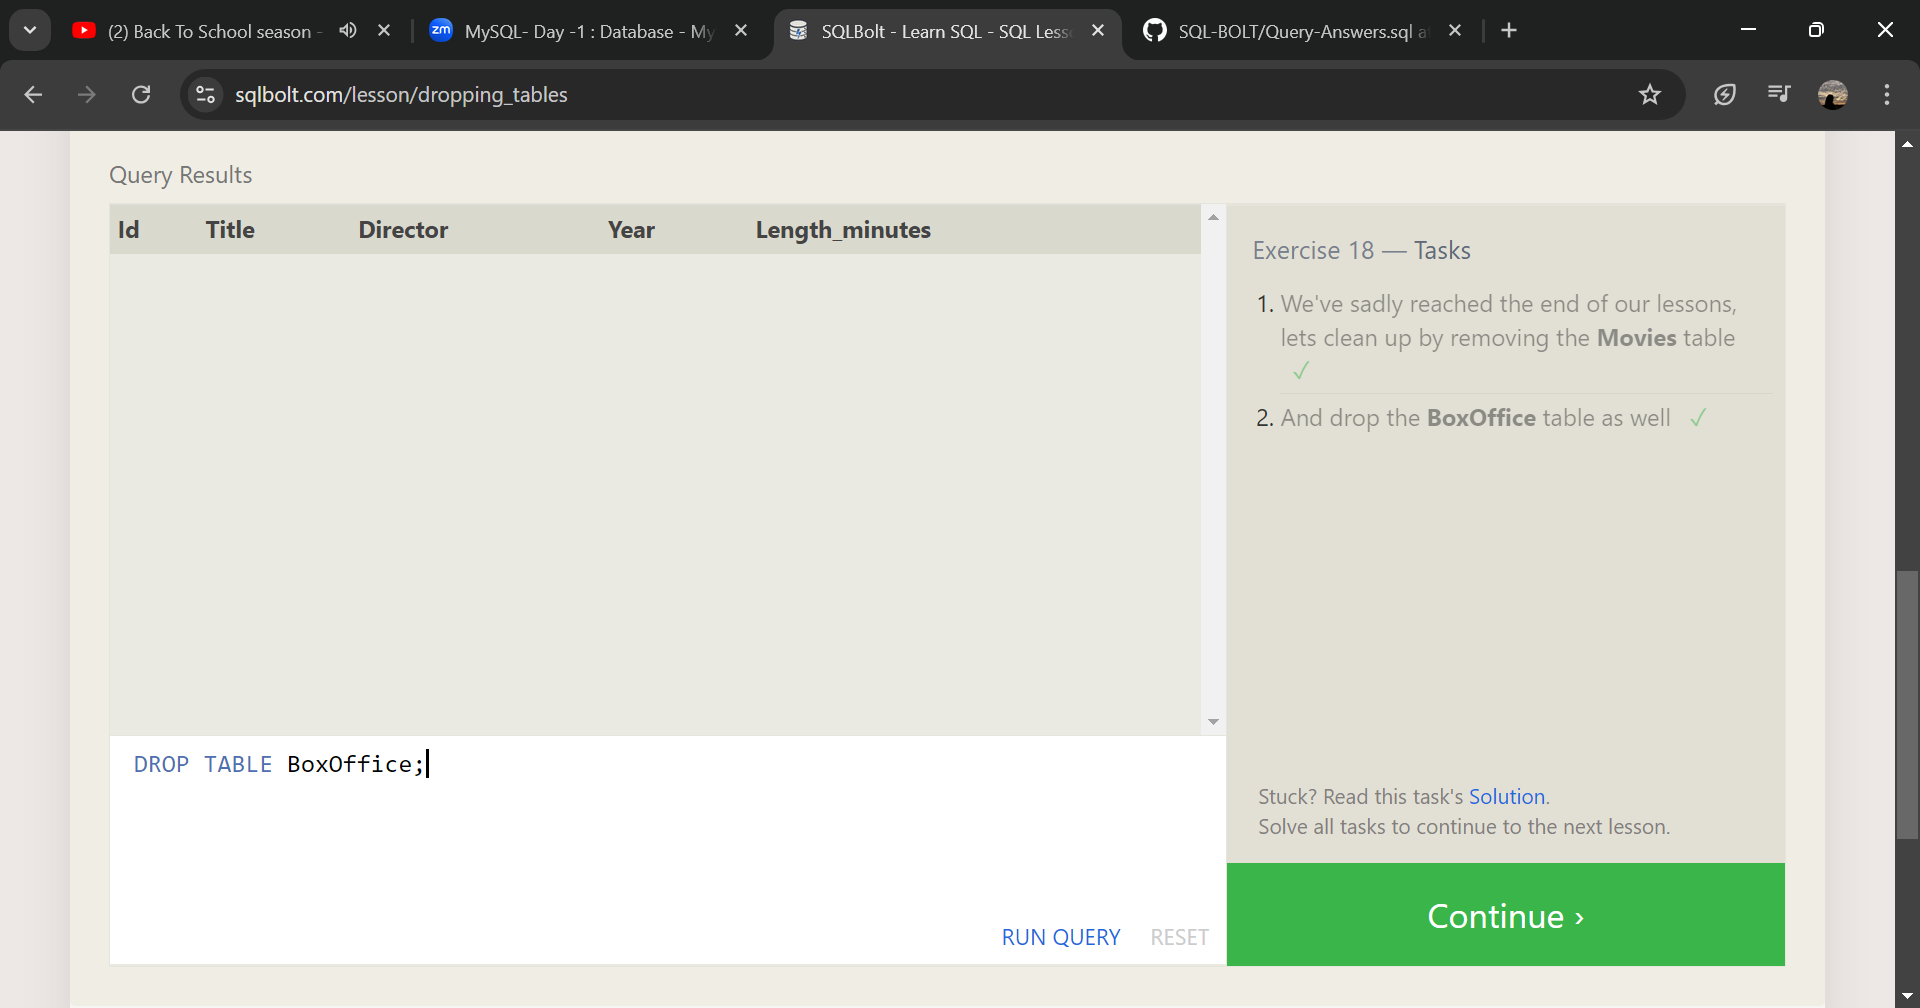 (2) Back To School season -
zm
MySQL- Day -1 : Database - My
SQLBolt - Learn SQL - SQL Less
SQL-BOLT/Query-Answers.sql a
sqlbolt.com/lesson/dropping_tables
Query Results
Id Title Director Year Length_minutes
Exercise 18 — Tasks
1. We've sadly reached the end of our lessons,
lets clean up by removing the Movies table
✓
2. And drop the BoxOffice table as well ✓
DROP TABLE BoxOffice;
Stuck? Read this task's Solution.
Solve all tasks to continue to the next lesson.
RUN QUERY RESET
Continue ›